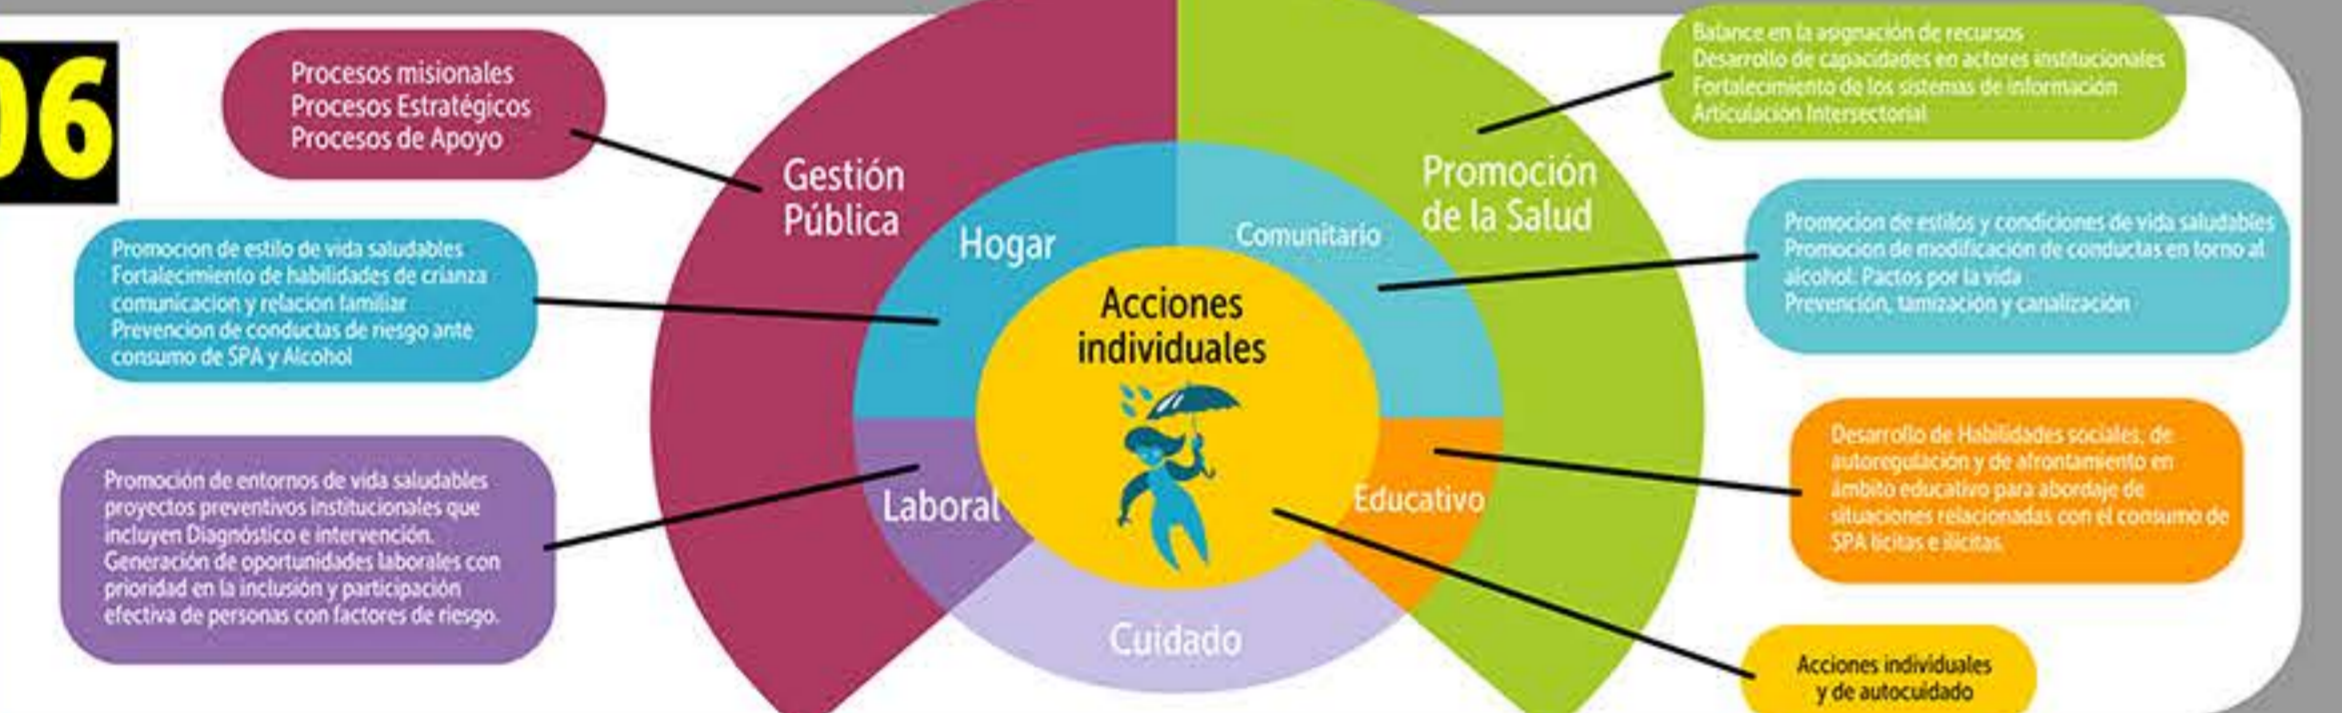 06
Procesos misionales
Procesos Estratégicos
Procesos de Apoyo
Promocion de estilo de vida saludables
Fortalecimiento de habilidades de crianza
comunicacion y relacion familiar
Prevencion de conductas de riesgo ante
consumo de SPA y Alcohol
Promoción de entornos de vida saludables
proyectos preventivos institucionales que
incluyen Diagnóstico e intervención.
Generación de oportunidades laborales con
prioridad en la inclusión y participación
efectiva de personas con factores de riesgo.
Gestión
Pública
Hogar
Laboral
Acciones
individuales
Cuidado
Comunitario
Educativo
Promoción
de la Salud
Balance en la asignación de recursos
Desarrollo de capacidades en actores institucionales
Fortalecimiento de los sistemas de información
Articulación Intersectorial
Promocion de estilos y condiciones de vida saludables
Promocion de modificación de conductas en torno al
alcohol. Pactos por la vida
Prevención, tamización y canalización
Desarrollo de Habilidades sociales, de
autoregulación y de afrontamiento en
ámbito educativo para abordaje de
situaciones relacionadas con el consumo de
SPA licitas e ilicitas.
Acciones individuales
y de autocuidado